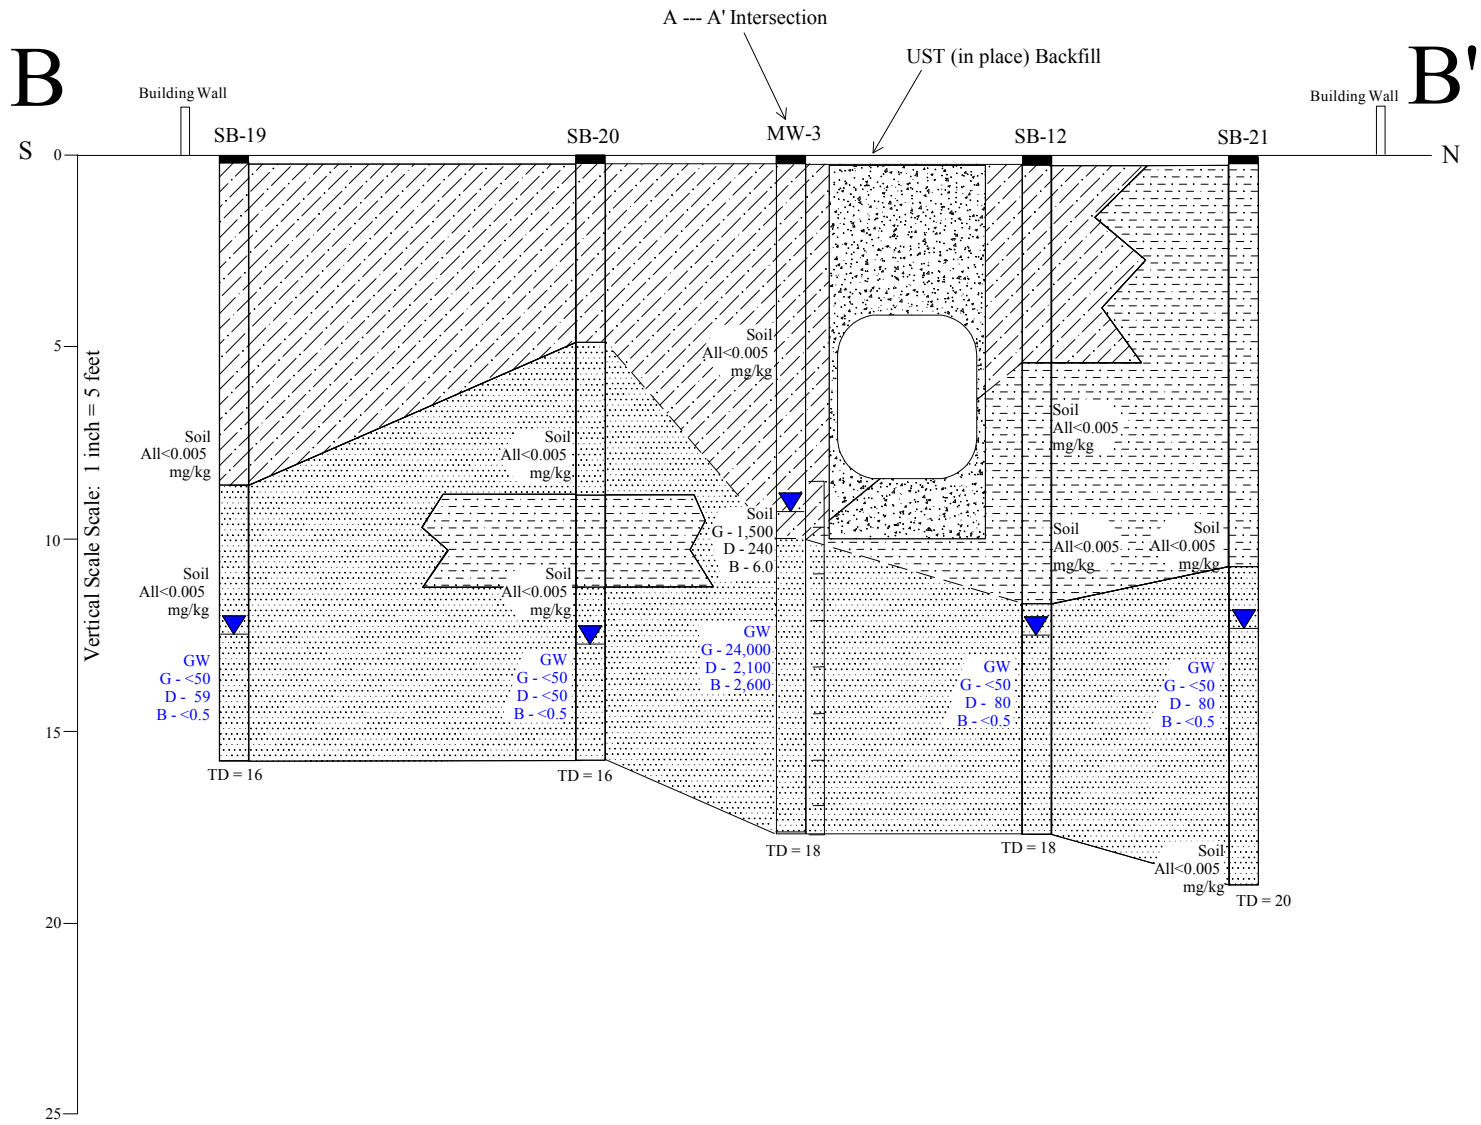 A --- A' Intersection
UST (in place) Backfill
B
B'
Building Wall
Building Wall
SB-19
SB-20
MW-3
SB-12
SB-21
S
0
N
5
10
15
20
25
Vertical Scale Scale: 1 inch = 5 feet
Soil
All<0.005
mg/kg
Soil
All<0.005
mg/kg
GW
G - <50
D - 59
B - <0.5
TD = 16
Soil
All<0.005
mg/kg
Soil
All<0.005
mg/kg
GW
G - <50
D - <50
B - <0.5
TD = 16
Soil
All<0.005
mg/kg
Soil
G - 1,500
D - 240
B - 6.0
GW
G - 24,000
D - 2,100
B - 2,600
TD = 18
Soil
All<0.005
mg/kg
Soil
All<0.005
mg/kg
GW
G - <50
D - 80
B - <0.5
TD = 18
Soil
All<0.005
mg/kg
GW
G - <50
D - 80
B - <0.5
Soil
All<0.005
mg/kg
TD = 20